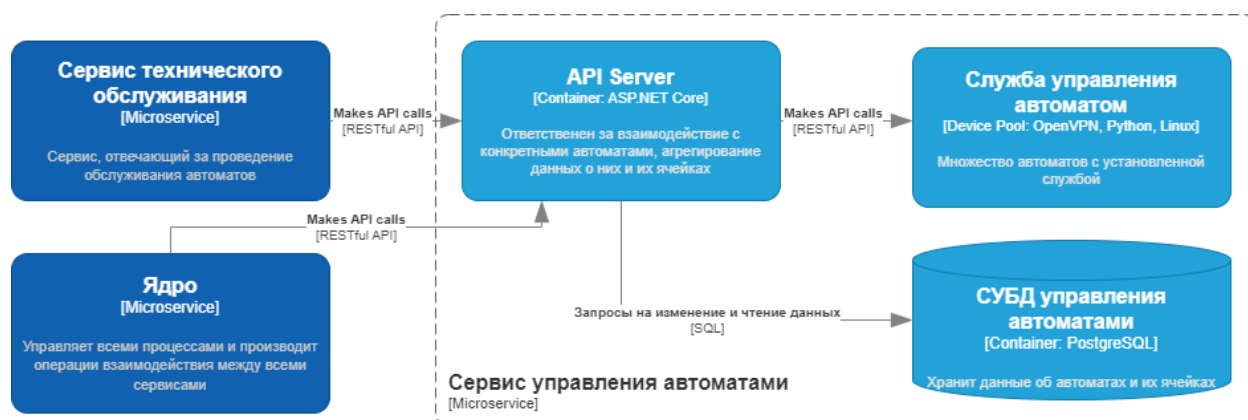 Сервис технического
обслуживания
[Microservice]
Сервис, отвечающий за проведение
обслуживания автоматов
Makes API calls
[RESTful API]
API Server
[Container: ASP.NET Core]
Ответственен за взаимодействие с
конкретными автоматами, агрегирование
данных о них и их ячейках
Makes API calls
[RESTful API]
Служба управления
автоматом
[Device Pool: OpenVPN, Python, Linux]
Множество автоматов с установленной
службой
Makes API calls
[RESTful API]
Ядро
[Microservice]
Управляет всеми процессами и производит
операции взаимодействия между всеми
сервисами
Запросы на изменение и чтение данных
[SQL]
СУБД управления
автоматами
[Container: PostgreSQL]
Хранит данные об автоматах и их ячейках
Сервис управления автоматами
[Microservice]